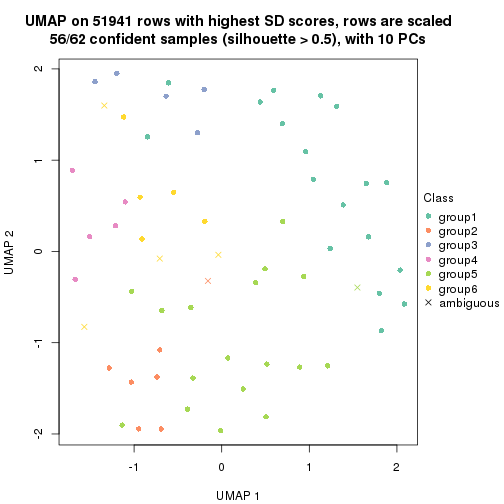 UMAP on 51941 rows with highest SD scores, rows are scaled
56/62 confident samples (silhouette > 0.5), with 10 PCs
2
1
0
-1
-2
UMAP 2
-1
0
1
2
UMAP 1
Class
group1
group2
group3
group4
group5
group6
ambiguous